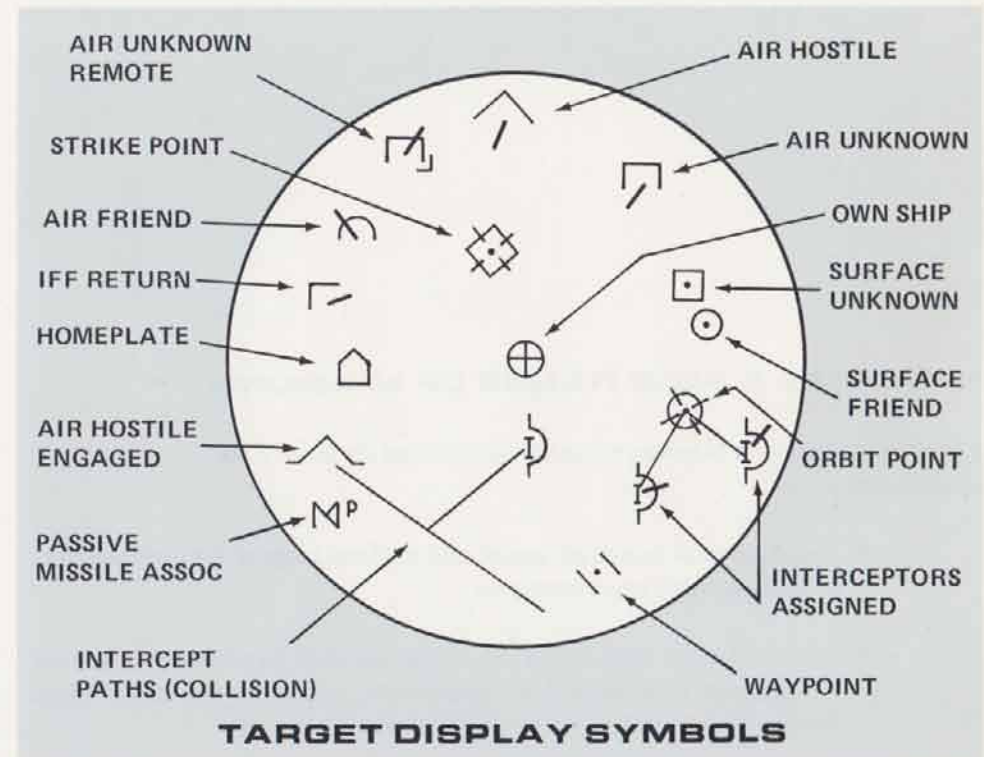 AIR UNKNOWN
REMOTE
AIR HOSTILE
STRIKE POINT
AIR UNKNOWN
AIR FRIEND
OWN SHIP
IFF RETURN
SURFACE
UNKNOWN
HOMEPLATE
SURFACE
FRIEND
AIR HOSTILE
ENGAGED
I
I
I
ORBIT POINT
P
PASSIVE
MISSILE ASSOC
INTERCEPTORS
ASSIGNED
INTERCEPT
PATHS (COLLISION)
WAYPOINT
TARGET DISPLAY SYMBOLS